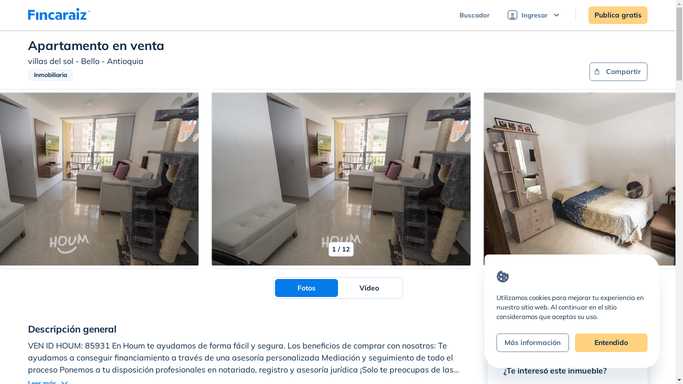 Fincaraiz
Buscador
Ingresar
Publica gratis
Apartamento en venta
villas del sol - Bello - Antioquia
Inmobiliaria
Compartir
HOUM
HOUM
HOUM
1 / 12
Fotos
Vídeo
Utilizamos cookies para mejorar tu experiencia en
nuestro sitio web. Al continuar en el sitio
consideramos que aceptas su uso.
Más información
Entendido
Descripción general
VEN ID HOUM: 85931 En Houm te ayudamos de forma fácil y segura. Los beneficios de comprar con nosotros: Te
ayudamos a conseguir financiamiento a través de una asesoría personalizada Mediación y seguimiento de todo el
proceso Ponemos a tu disposición profesionales en notariado, registro y asesoría jurídica ¡Solo te preocupas de las...
Leer más
¿Te interesó este inmueble?